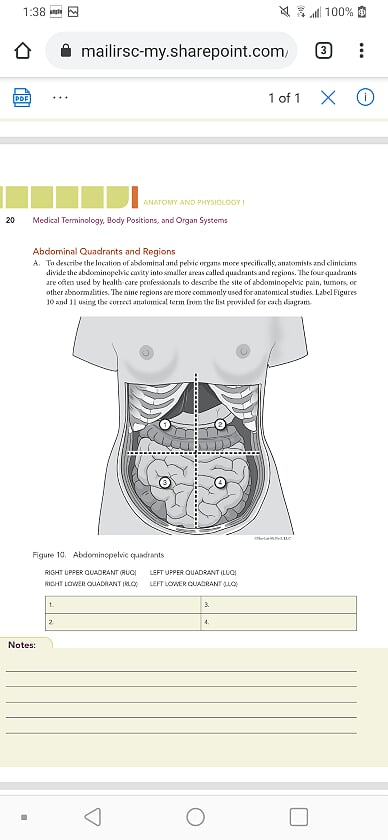 1:38
100%
mailirsc-my.sharepoint.com/
3
PDF
...
1 of 1
ANATOMY AND PHYSIOLOGY I
20 Medical Terminology, Body Positions, and Organ Systems
Abdominal Quadrants and Regions
A. To describe the location of abdominal and pelvic organs more specifically, anatomists and clinicians
divide the abdominopelvic cavity into smaller areas called quadrants and regions. The four quadrants
are often used by health-care professionals to describe the site of abdominopelvic pain, tumors, or
other abnormalities. The nine regions are more commonly used for anatomical studies. Label Figures
10 and 11 using the correct anatomical term from the list provided for each diagram.
1
2
3
4
Figure 10. Abdominopelvic quadrants
RIGHT UPPER QUADRANT (RUQ) LEFT UPPER QUADRANT (LUQ)
RIGHT LOWER QUADRANT (RLQ) LEFT LOWER QUADRANT (LLQ)
1. 3.
2. 4.
Notes: